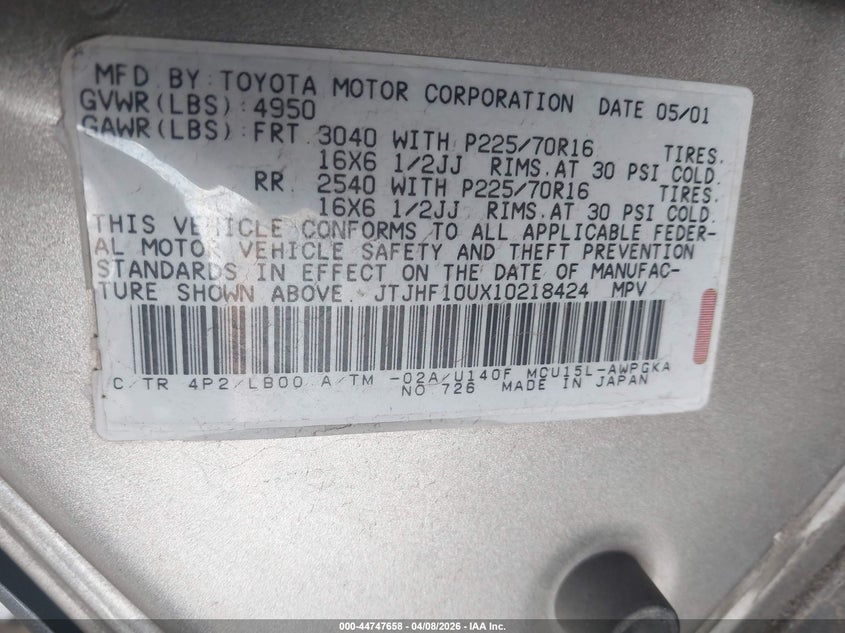 MFD BY: TOYOTA MOTOR CORPORATION DATE 05/01
GVWR(LBS): 4950
GAWR(LBS): FRT 3040 WITH P225/70R16 TIRES.
16X6 1/2JJ RIMS. AT 30 PSI COLD.
RR 2540 WITH P225/70R16 TIRES.
16X6 1/2JJ RIMS. AT 30 PSI COLD.
THIS VEHICLE CONFORMS TO ALL APPLICABLE FEDER-
AL MOTOR VEHICLE SAFETY AND THEFT PREVENTION
STANDARDS IN EFFECT ON THE DATE OF MANUFAC-
TURE SHOWN ABOVE. JTJHF10UX10218424 MPV
C/TR 4P2/LB00 A/TM -02A/U140F MCU15L-AWPGKA
NO 726 MADE IN JAPAN
000-44747658 | 04/08/2026 | IAA Inc.